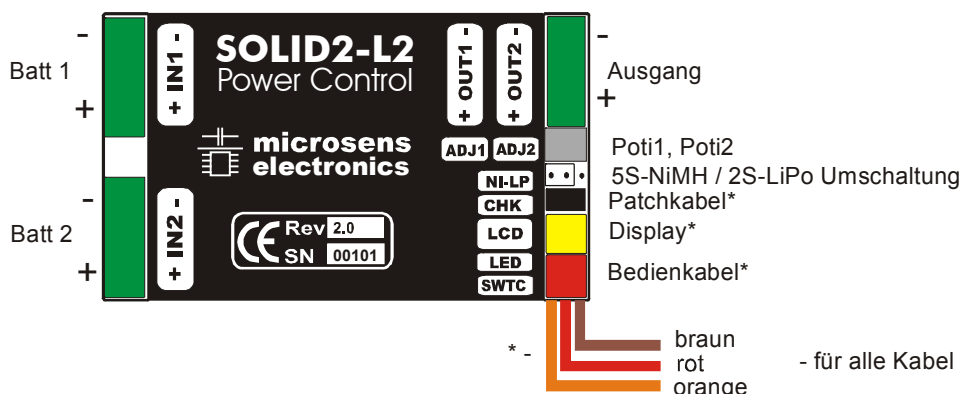 -
Batt 1
+
-
Batt 2
+
+ IN1 -
+ IN2 -
SOLID2-L2
Power Control
microsens
electronics
CE Rev 2.0
SN 00101
+ OUT1 -
+ OUT2 -
ADJ1 ADJ2
NI-LP
CHK
LCD
LED
SWTC
-
Ausgang
+
Poti1, Poti2
5S-NiMH / 2S-LiPo Umschaltung
Patchkabel*
Display*
Bedienkabel*
* -
braun
rot
orange
- für alle Kabel